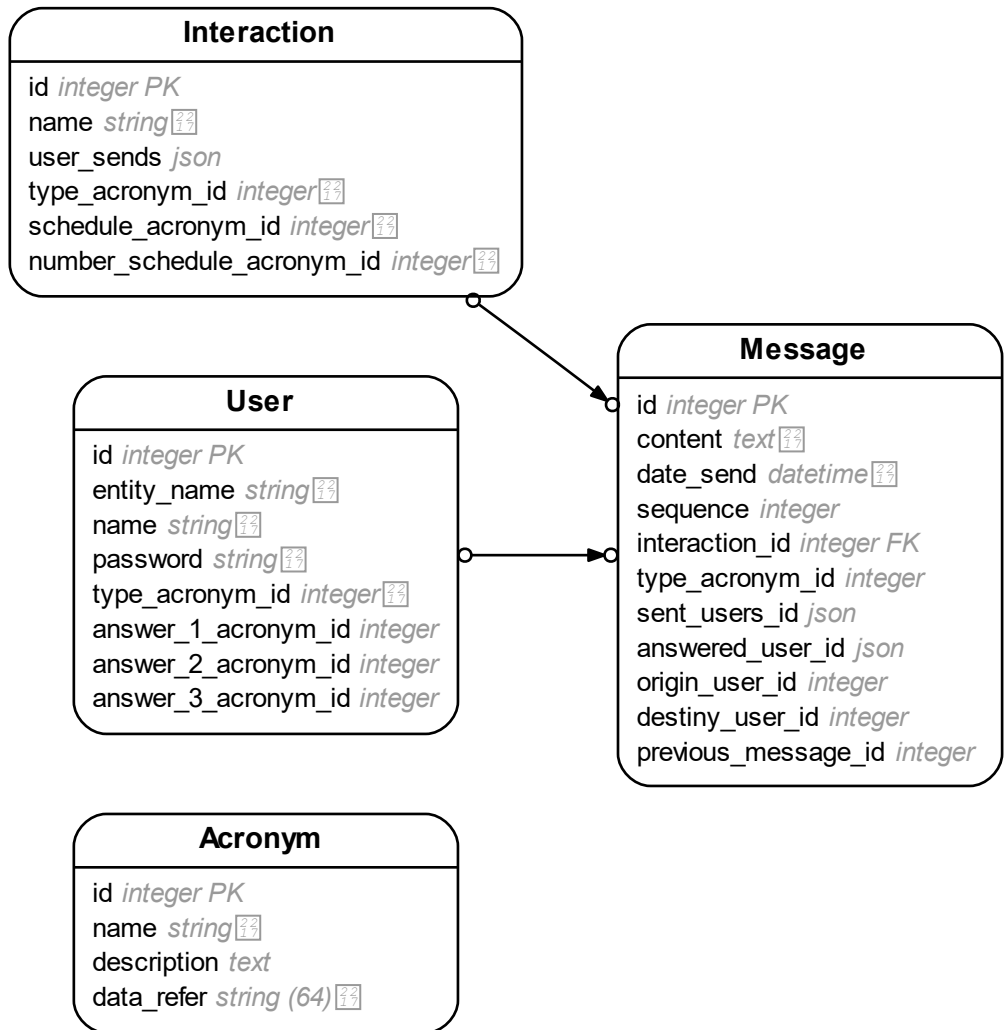 Interaction
id integer PK
name string
user_sends json
type_acronym_id integer
schedule_acronym_id integer
number_schedule_acronym_id integer
User
id integer PK
entity_name string
name string
password string
type_acronym_id integer
answer_1_acronym_id integer
answer_2_acronym_id integer
answer_3_acronym_id integer
Message
id integer PK
content text
date_send datetime
sequence integer
interaction_id integer FK
type_acronym_id integer
sent_users_id json
answered_user_id json
origin_user_id integer
destiny_user_id integer
previous_message_id integer
Acronym
id integer PK
name string
description text
data_refer string (64)